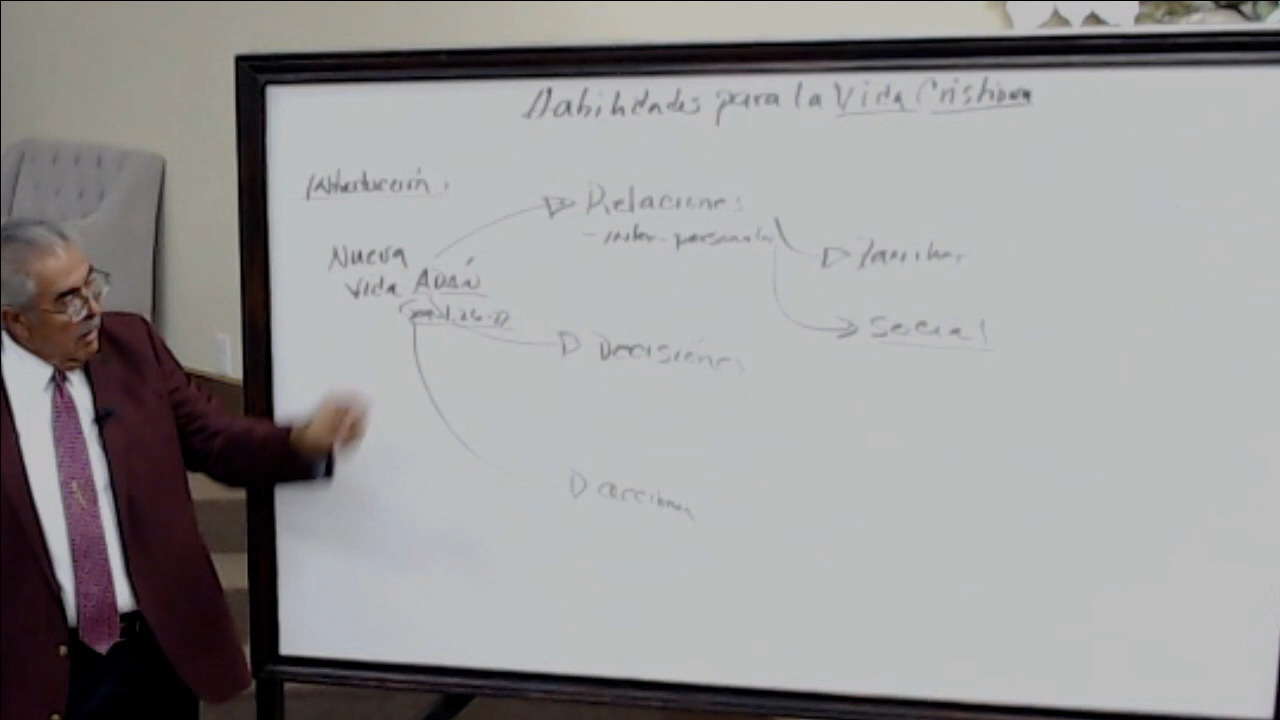 Habilidades para la Vida Cristiana
Introducción.
Nueva
Vida ADÁN
Relaciones
- inter-personales
Familiar
Social
Decisiones
acciones